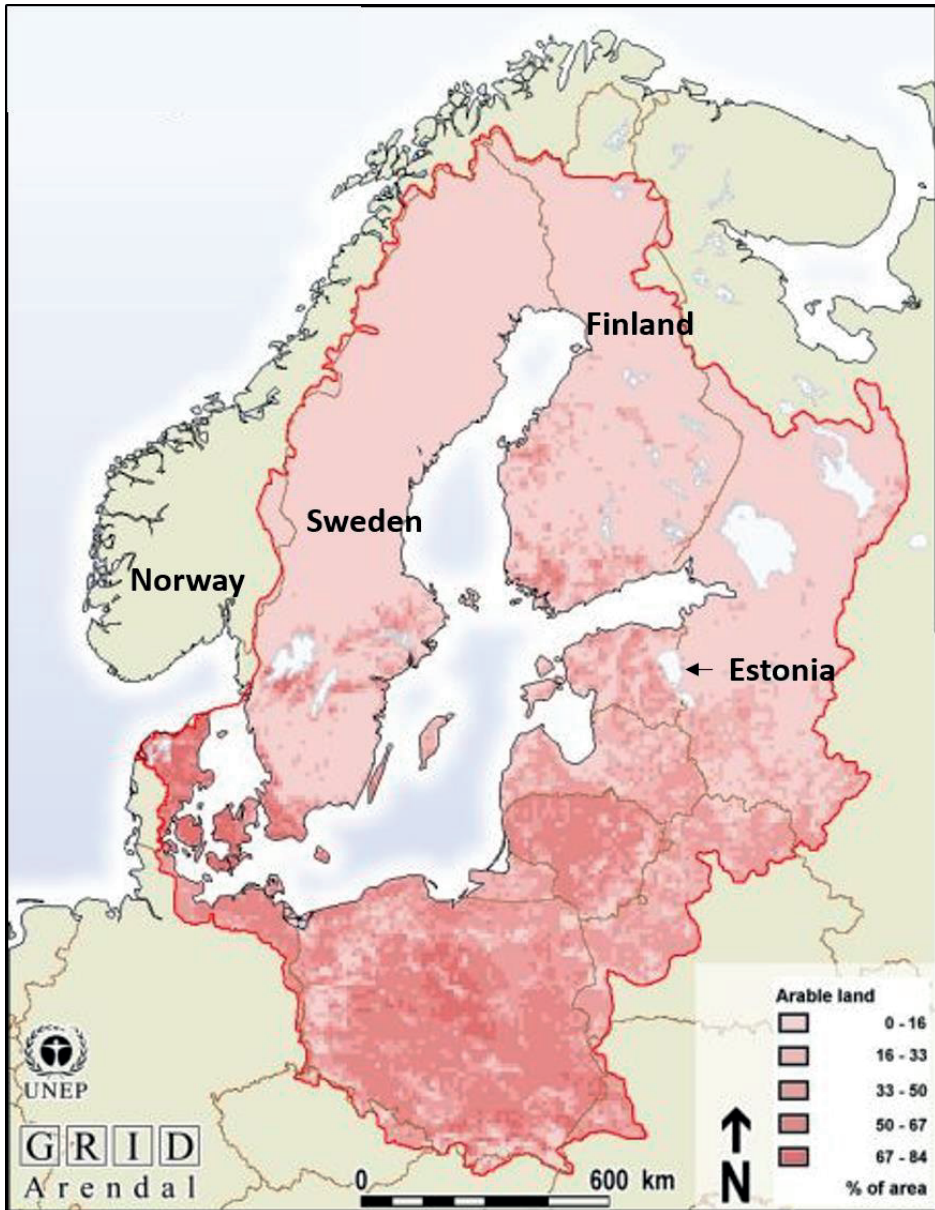 Finland
Sweden
Norway
Estonia
Arable land
0 - 16
16 - 33
33 - 50
50 - 67
67 - 84
% of area
UNEP
GRID
Arendal
0 600 km
N